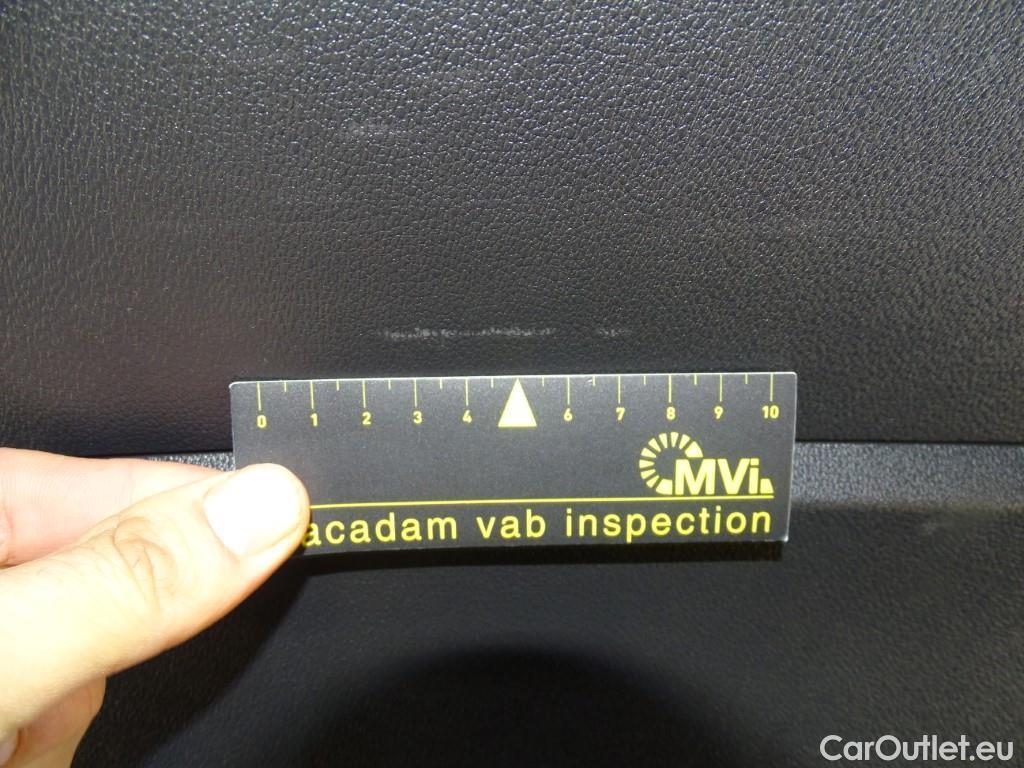 0 1 2 3 4 6 7 8 9 10
MVi
acadam vab inspection
CarOutlet.eu